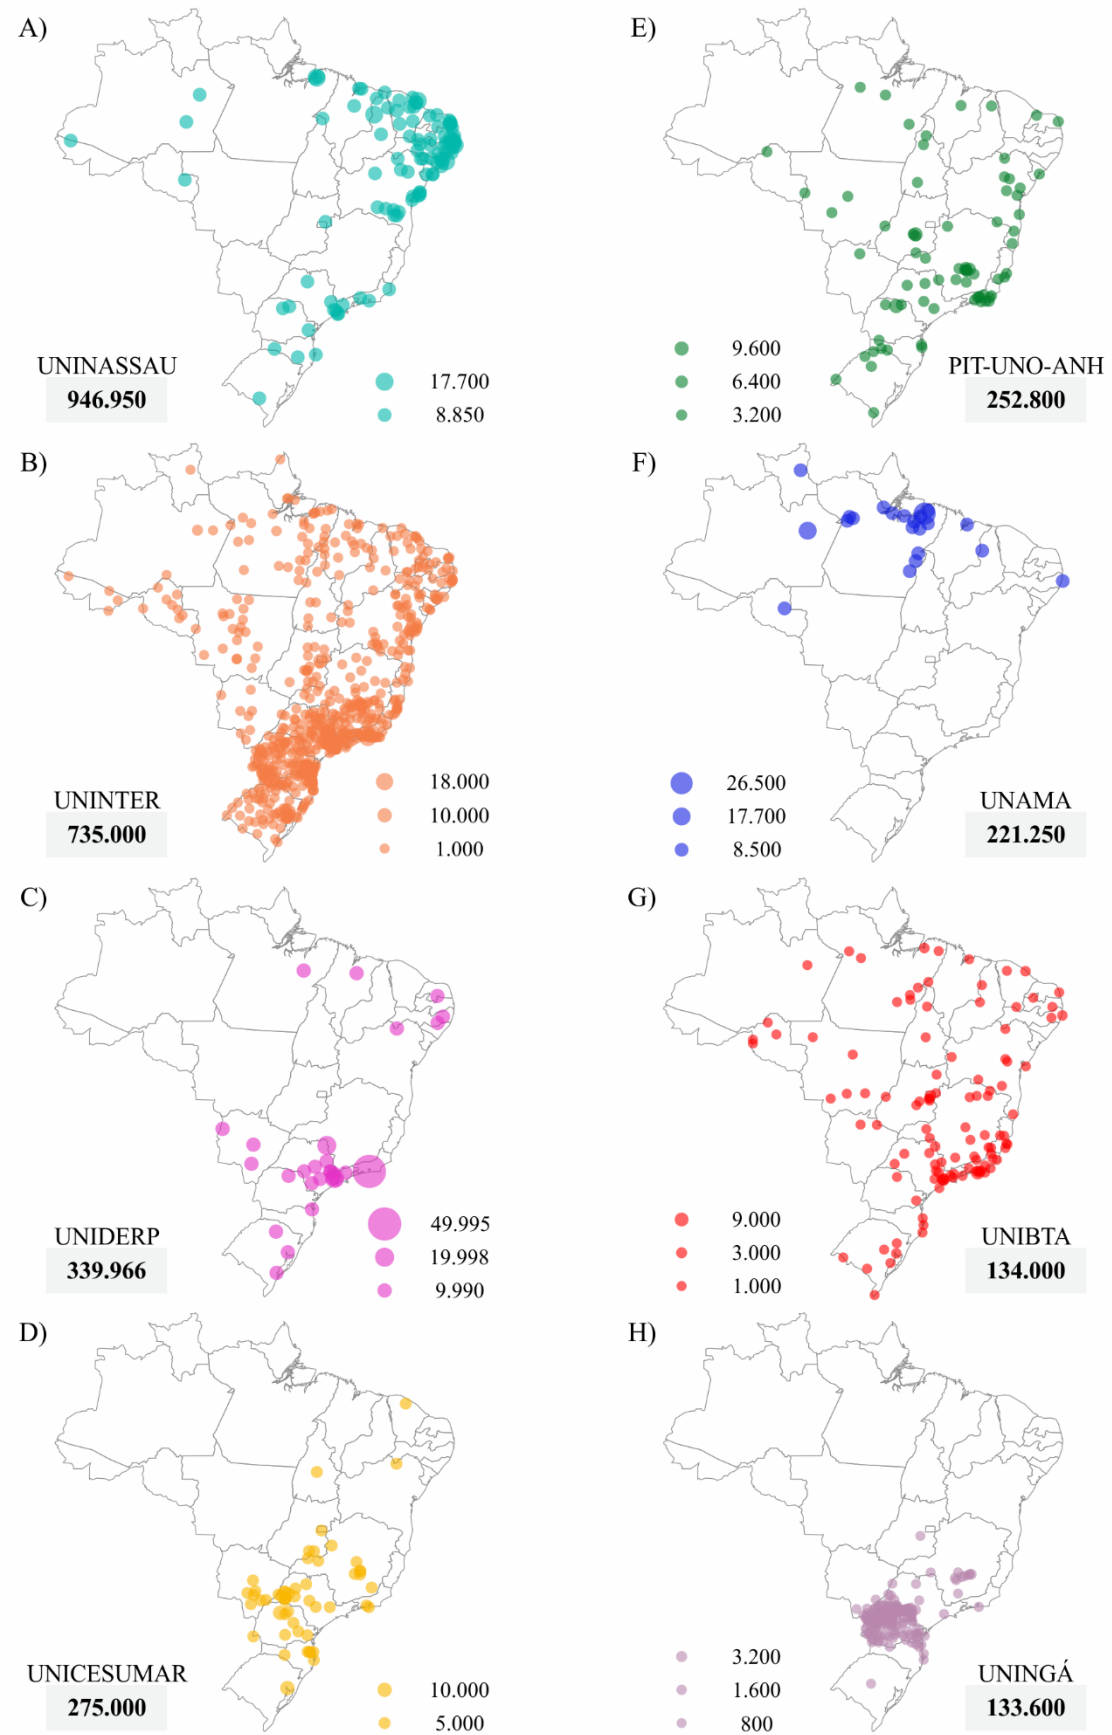 A)
UNINASSAU
946.950
17.700
8.850
B)
UNINTER
735.000
18.000
10.000
1.000
C)
UNIDERP
339.966
49.995
19.998
9.990
D)
UNICESUMAR
275.000
10.000
5.000
E)
9.600
6.400
3.200
PIT-UNO-ANH
252.800
F)
26.500
17.700
8.500
UNAMA
221.250
G)
9.000
3.000
1.000
UNIBTA
134.000
H)
3.200
1.600
800
UNINGÁ
133.600